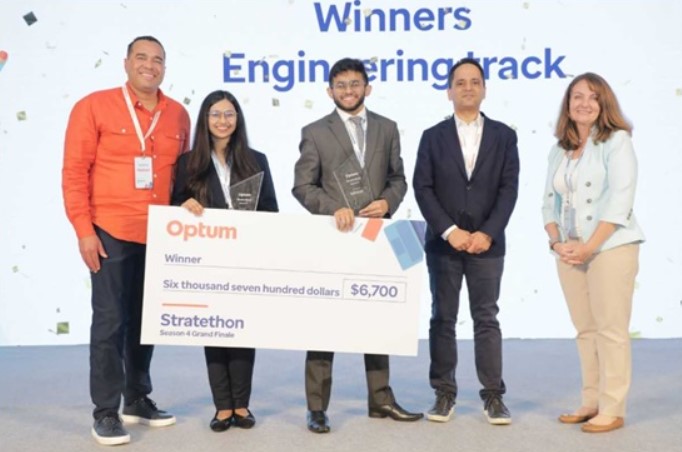 Winners
Engineering track
Optum
Winner
Six thousand seven hundred dollars $6,700
Stratethon
Season 4 Grand Finale